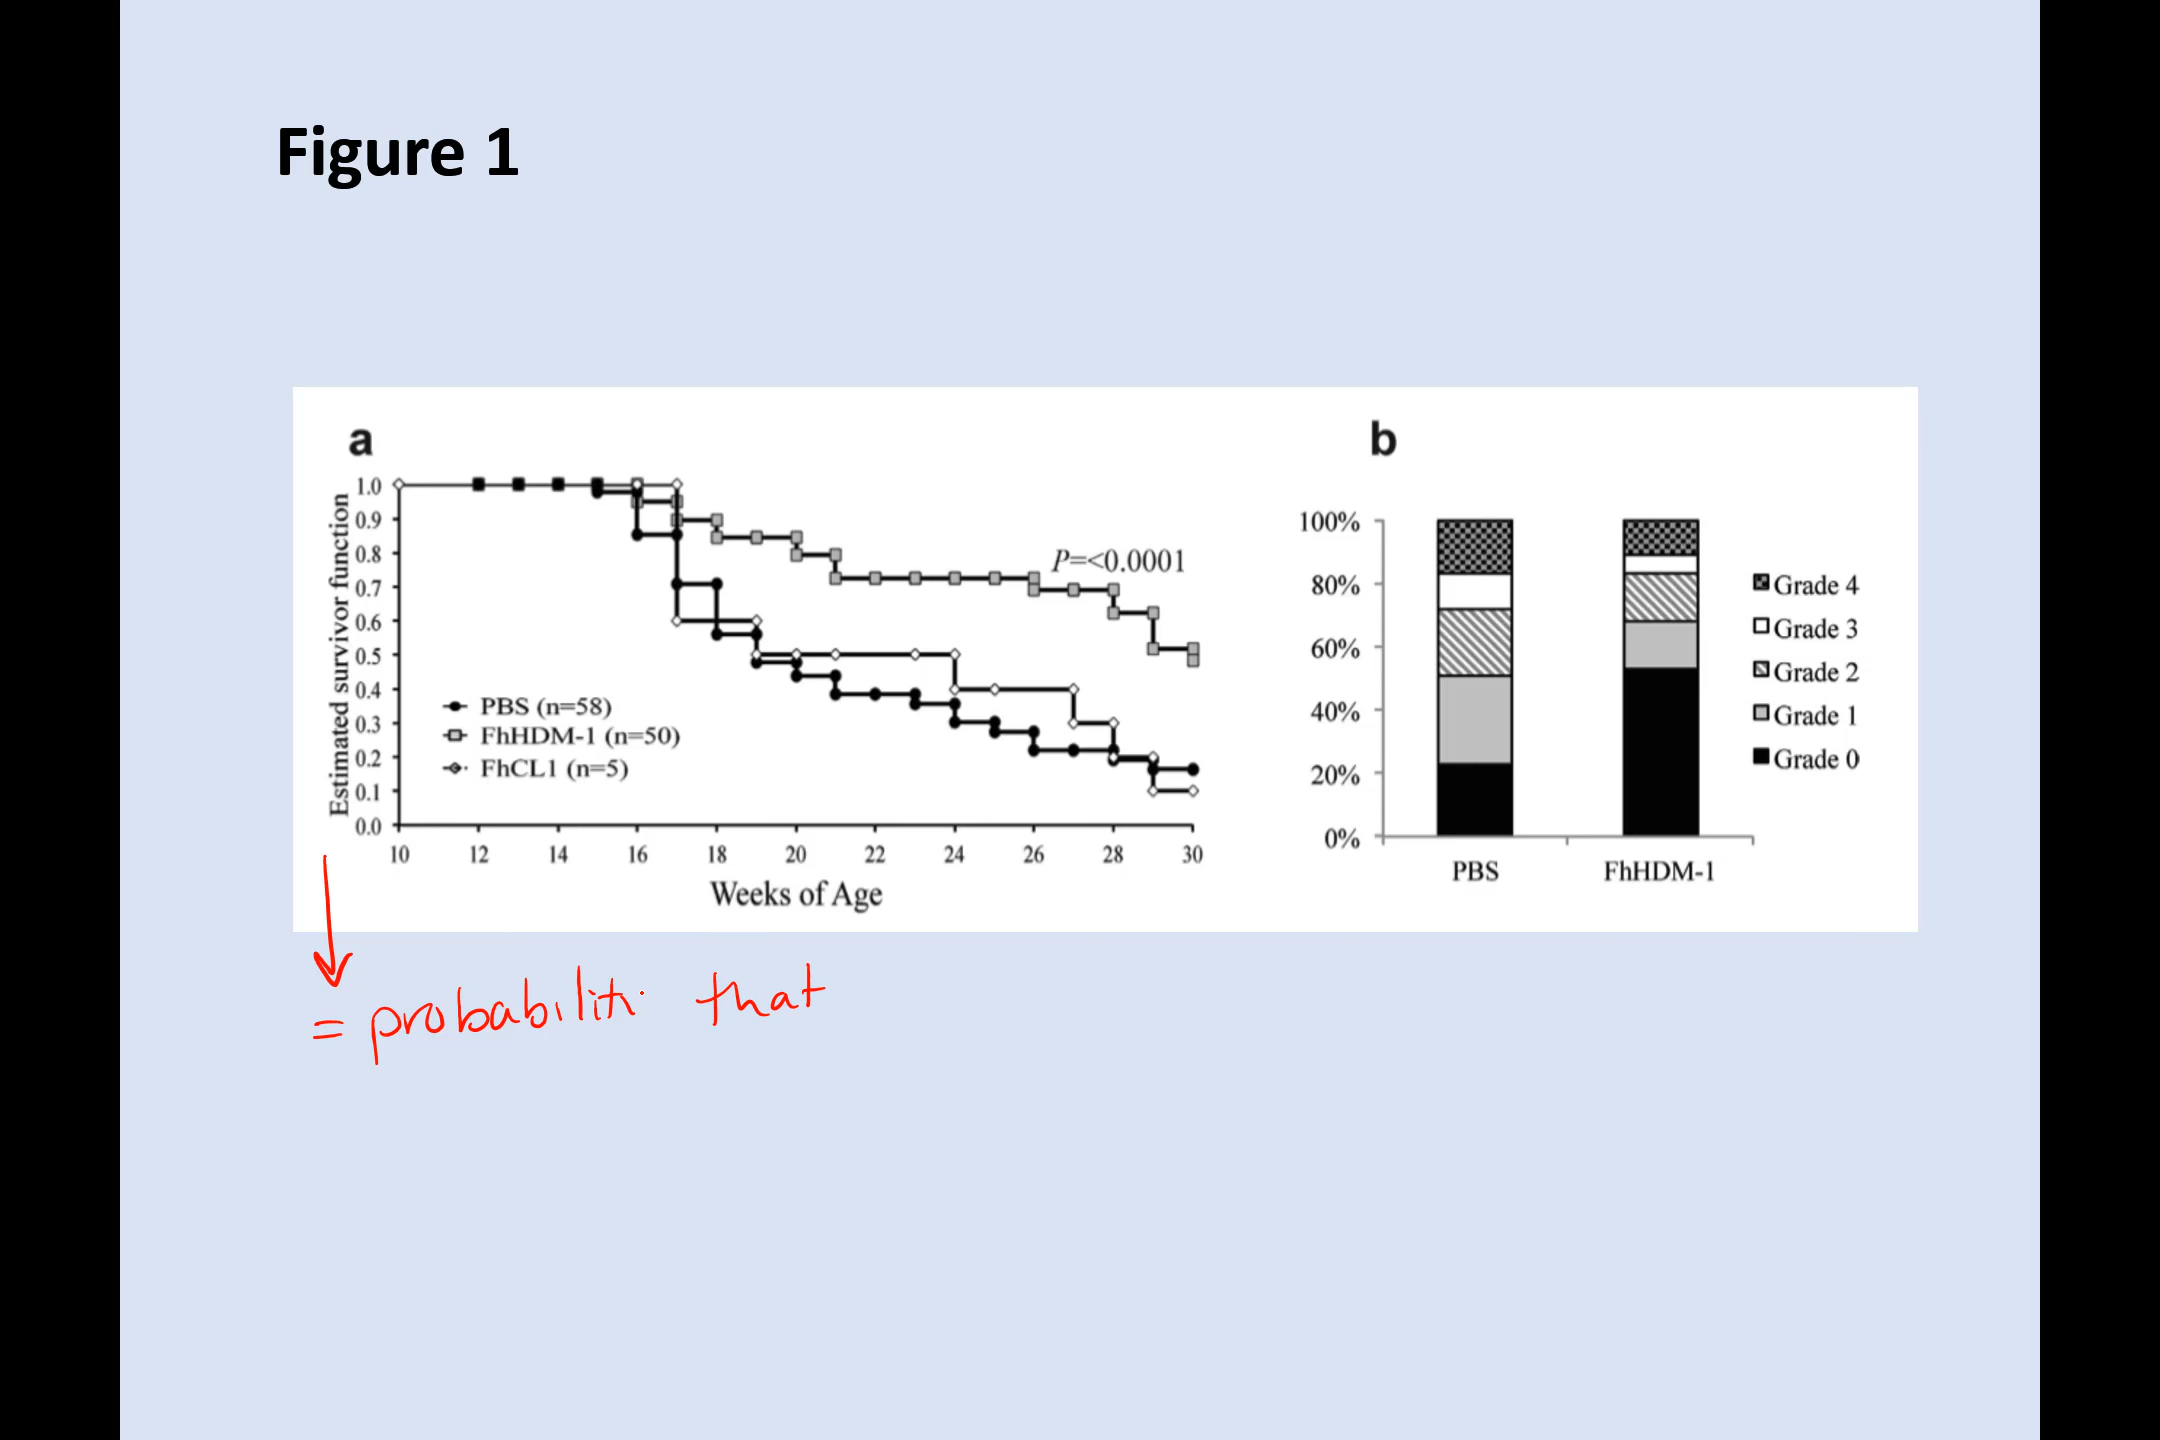 Figure 1
a
Estimated survivor function
1.0
0.9
0.8
0.7
0.6
0.5
0.4
0.3
0.2
0.1
0.0
P=<0.0001
PBS (n=58)
FhHDM-1 (n=50)
FhCL1 (n=5)
10 12 14 16 18 20 22 24 26 28 30
Weeks of Age
b
100%
80%
60%
40%
20%
0%
PBS FhHDM-1
Grade 4
Grade 3
Grade 2
Grade 1
Grade 0
= probabiliti that